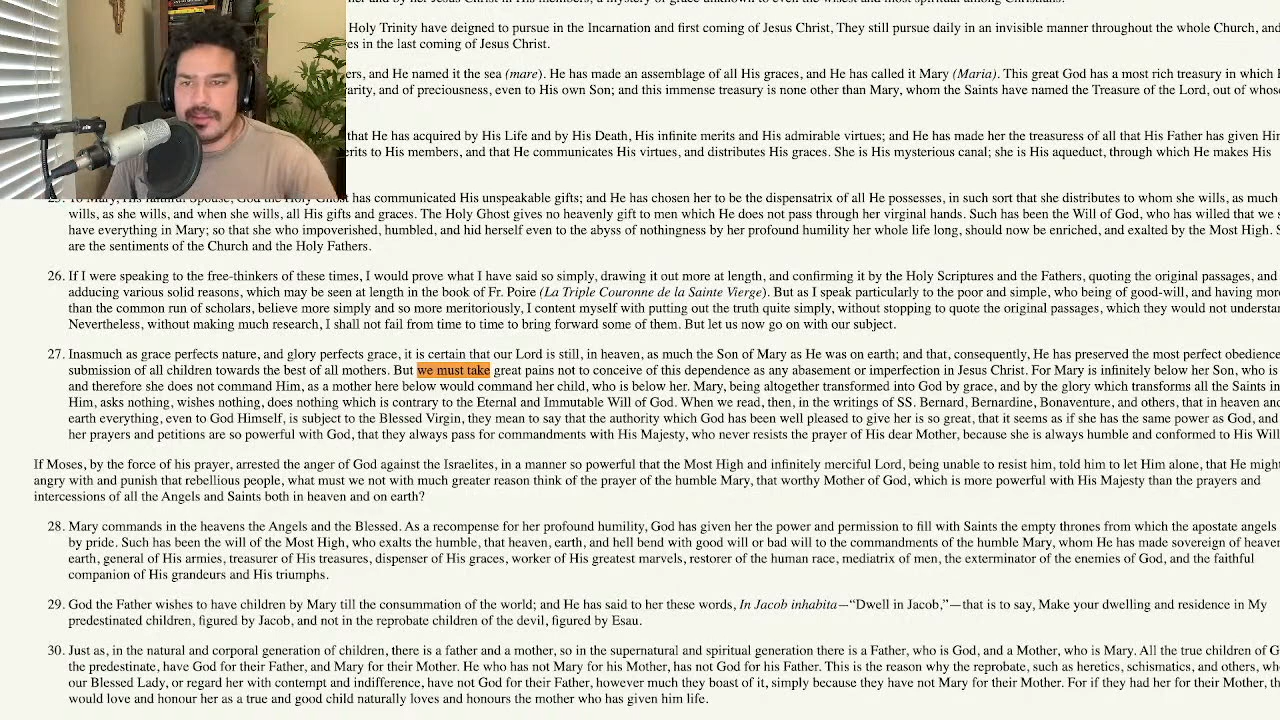 her and by her Jesus Christ in His members, a mystery of grace unknown to even the wisest and most spiritual among Christians.
Holy Trinity have deigned to pursue in the Incarnation and first coming of Jesus Christ, They still pursue daily in an invisible manner throughout the whole Church, and
es in the last coming of Jesus Christ.
ers, and He named it the sea (mare). He has made an assemblage of all His graces, and He has called it Mary (Maria). This great God has a most rich treasury in which
arity, and of preciousness, even to His own Son; and this immense treasury is none other than Mary, whom the Saints have named the Treasure of the Lord, out of whose
that He has acquired by His Life and by His Death, His infinite merits and His admirable virtues; and He has made her the treasuress of all that His Father has given Him
erits to His members, and that He communicates His virtues, and distributes His graces. She is His mysterious canal; she is His aqueduct, through which He makes His
25. To Mary, His faithful Spouse, God the Holy Ghost has communicated His unspeakable gifts; and He has chosen her to be the dispensatrix of all He possesses, in such sort that she distributes to whom she wills, as much
wills, as she wills, and when she wills, all His gifts and graces. The Holy Ghost gives no heavenly gift to men which He does not pass through her virginal hands. Such has been the Will of God, who has willed that we
have everything in Mary; so that she who impoverished, humbled, and hid herself even to the abyss of nothingness by her profound humility her whole life long, should now be enriched, and exalted by the Most High.
are the sentiments of the Church and the Holy Fathers.
26. If I were speaking to the free-thinkers of these times, I would prove what I have said so simply, drawing it out more at length, and confirming it by the Holy Scriptures and the Fathers, quoting the original passages, and
adducing various solid reasons, which may be seen at length in the book of Fr. Poire (La Triple Couronne de la Sainte Vierge). But as I speak particularly to the poor and simple, who being of good-will, and having more
than the common run of scholars, believe more simply and so more meritoriously, I content myself with putting out the truth quite simply, without stopping to quote the original passages, which they would not understan
Nevertheless, without making much research, I shall not fail from time to time to bring forward some of them. But let us now go on with our subject.
27. Inasmuch as grace perfects nature, and glory perfects grace, it is certain that our Lord is still, in heaven, as much the Son of Mary as He was on earth; and that, consequently, He has preserved the most perfect obedience
submission of all children towards the best of all mothers. But we must take great pains not to conceive of this dependence as any abasement or imperfection in Jesus Christ. For Mary is infinitely below her Son, who is
and therefore she does not command Him, as a mother here below would command her child, who is below her. Mary, being altogether transformed into God by grace, and by the glory which transforms all the Saints in
Him, asks nothing, wishes nothing, does nothing which is contrary to the Eternal and Immutable Will of God. When we read, then, in the writings of SS. Bernard, Bernardine, Bonaventure, and others, that in heaven and
earth everything, even to God Himself, is subject to the Blessed Virgin, they mean to say that the authority which God has been well pleased to give her is so great, that it seems as if she has the same power as God, and
her prayers and petitions are so powerful with God, that they always pass for commandments with His Majesty, who never resists the prayer of His dear Mother, because she is always humble and conformed to His Will
If Moses, by the force of his prayer, arrested the anger of God against the Israelites, in a manner so powerful that the Most High and infinitely merciful Lord, being unable to resist him, told him to let Him alone, that He might
angry with and punish that rebellious people, what must we not with much greater reason think of the prayer of the humble Mary, that worthy Mother of God, which is more powerful with His Majesty than the prayers and
intercessions of all the Angels and Saints both in heaven and on earth?
28. Mary commands in the heavens the Angels and the Blessed. As a recompense for her profound humility, God has given her the power and permission to fill with Saints the empty thrones from which the apostate angels
by pride. Such has been the will of the Most High, who exalts the humble, that heaven, earth, and hell bend with good will or bad will to the commandments of the humble Mary, whom He has made sovereign of heaven
earth, general of His armies, treasurer of His treasures, dispenser of His graces, worker of His greatest marvels, restorer of the human race, mediatrix of men, the exterminator of the enemies of God, and the faithful
companion of His grandeurs and His triumphs.
29. God the Father wishes to have children by Mary till the consummation of the world; and He has said to her these words, In Jacob inhabita—“Dwell in Jacob,”—that is to say, Make your dwelling and residence in My
predestinated children, figured by Jacob, and not in the reprobate children of the devil, figured by Esau.
30. Just as, in the natural and corporal generation of children, there is a father and a mother, so in the supernatural and spiritual generation there is a Father, who is God, and a Mother, who is Mary. All the true children of G
the predestinate, have God for their Father, and Mary for their Mother. He who has not Mary for his Mother, has not God for his Father. This is the reason why the reprobate, such as heretics, schismatics, and others, wh
our Blessed Lady, or regard her with contempt and indifference, have not God for their Father, however much they boast of it, simply because they have not Mary for their Mother. For if they had her for their Mother, th
would love and honour her as a true and good child naturally loves and honours the mother who has given him life.